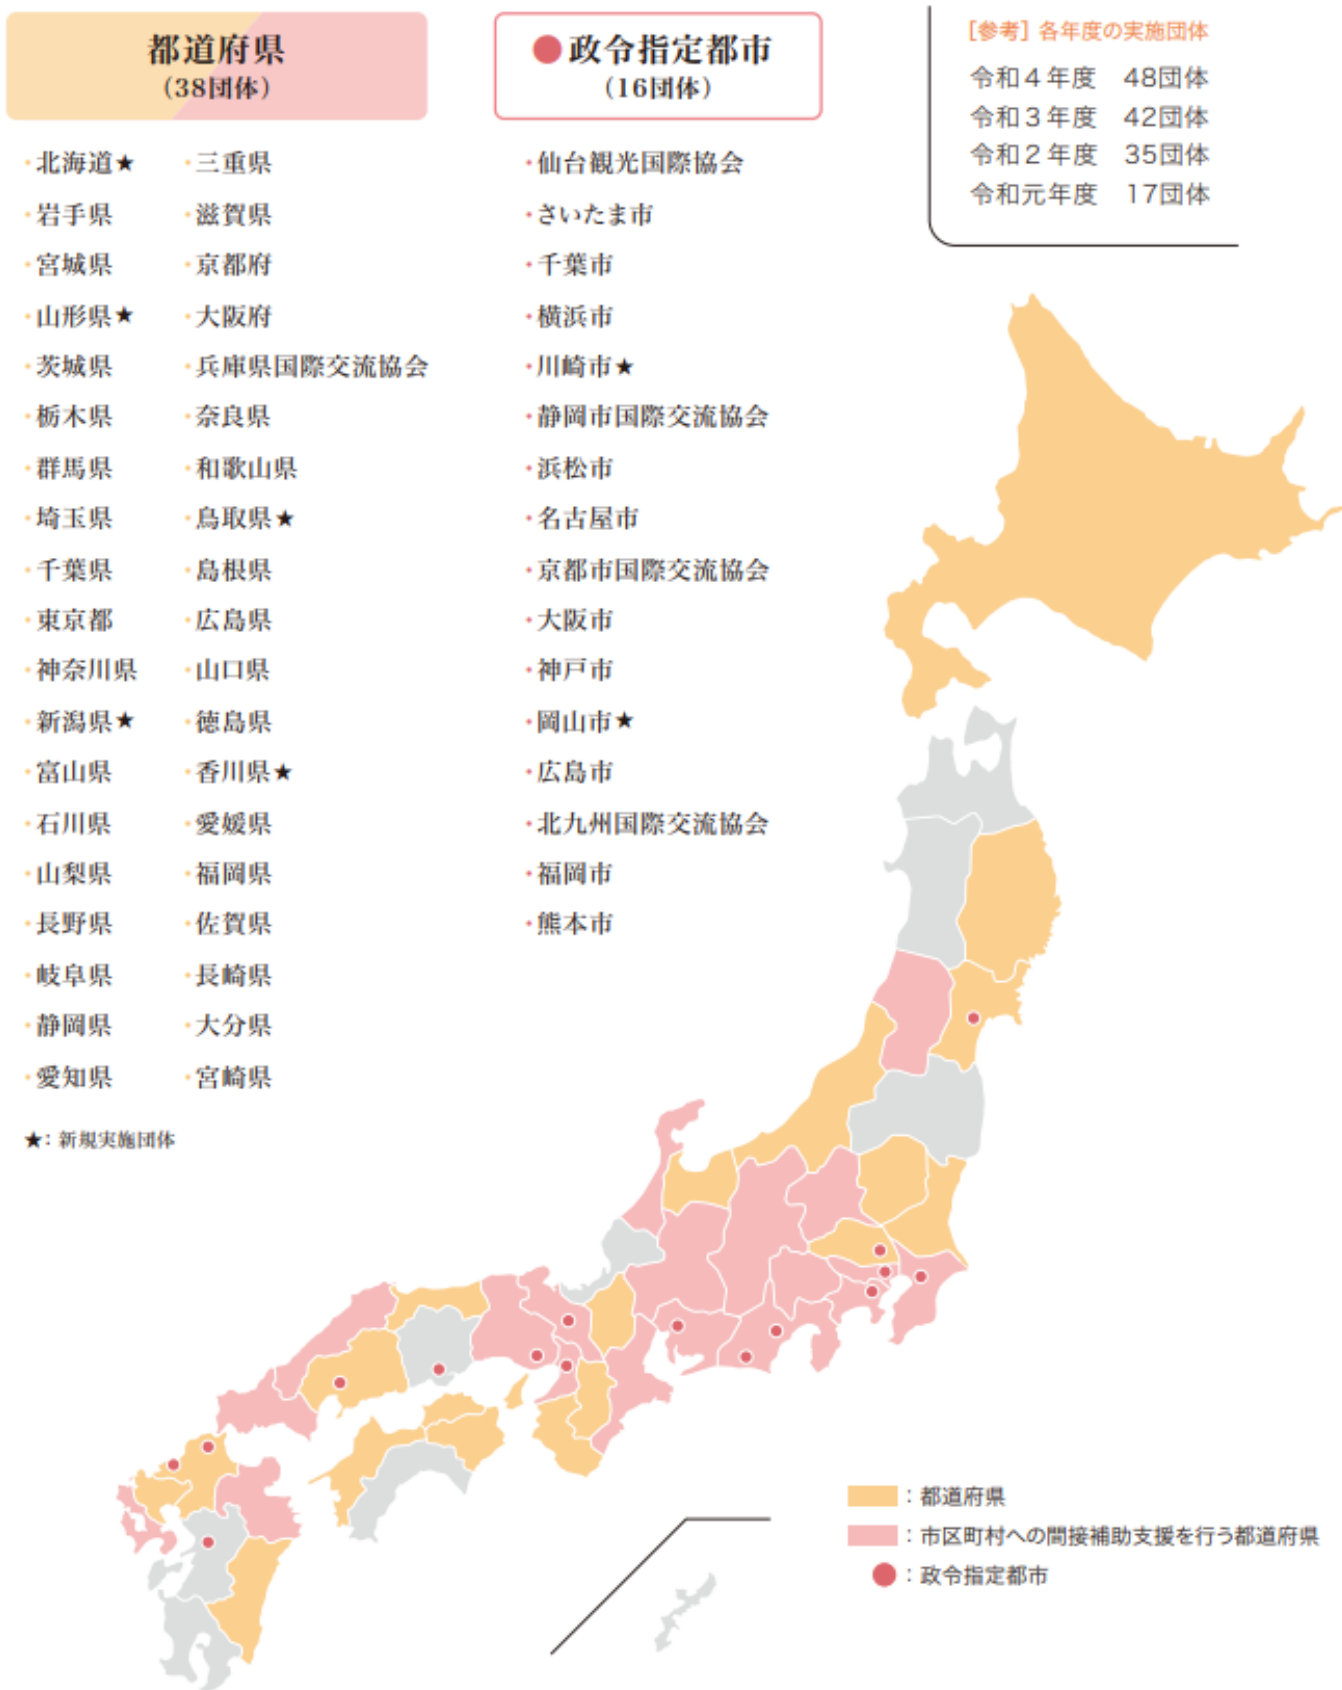 都道府県
（38団体）
・北海道★
・岩手県
・宮城県
・山形県★
・茨城県
・栃木県
・群馬県
・埼玉県
・千葉県
・東京都
・神奈川県
・新潟県★
・富山県
・石川県
・山梨県
・長野県
・岐阜県
・静岡県
・愛知県
・三重県
・滋賀県
・京都府
・大阪府
・兵庫県国際交流協会
・奈良県
・和歌山県
・鳥取県★
・島根県
・広島県
・山口県
・徳島県
・香川県★
・愛媛県
・福岡県
・佐賀県
・長崎県
・大分県
・宮崎県
★：新規実施団体
●政令指定都市
（16団体）
・仙台観光国際協会
・さいたま市
・千葉市
・横浜市
・川崎市★
・静岡市国際交流協会
・浜松市
・名古屋市
・京都市国際交流協会
・大阪市
・神戸市
・岡山市★
・広島市
・北九州国際交流協会
・福岡市
・熊本市
［参考］各年度の実施団体
令和４年度　48団体
令和３年度　42団体
令和２年度　35団体
令和元年度　17団体
：都道府県
：市区町村への間接補助支援を行う都道府県
：政令指定都市